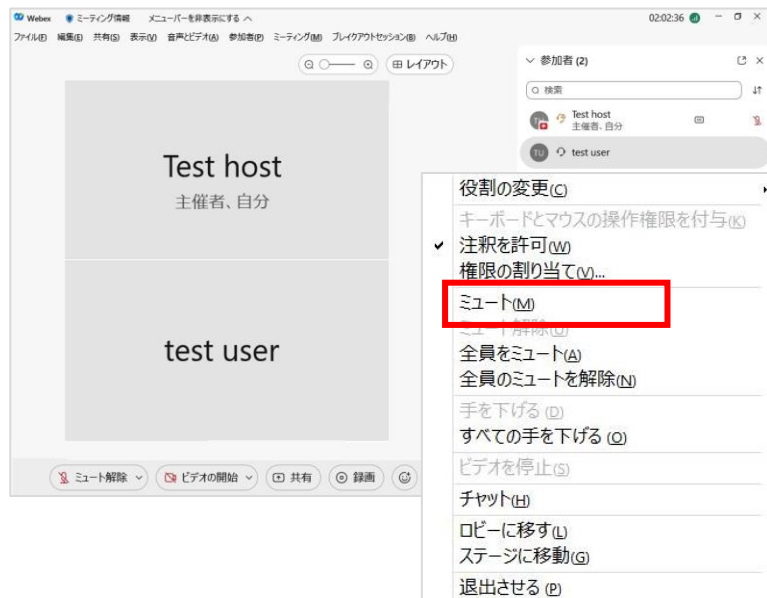 Webex ミーティング情報 メニューバーを非表示にする 02:02:36
ファイル(F) 編集(E) 共有(S) 表示(V) 音声とビデオ(A) 参加者(P) ミーティング(M) ブレイクアウトセッション(B) ヘルプ(H)
レイアウト
参加者 (2)
検索
Test host
主催者、自分
TU test user
Test host
主催者、自分
test user
ミュート解除 ビデオの開始 共有 録画
役割の変更(C)
キーボードとマウスの操作権限を付与(K)
注釈を許可(W)
権限の割り当て(V)...
ミュート(M)
ミュート解除(U)
全員をミュート(A)
全員のミュートを解除(N)
手を下げる (D)
すべての手を下げる (O)
ビデオを停止(S)
チャット(H)
ロビーに移す(L)
ステージに移動(G)
退出させる (P)